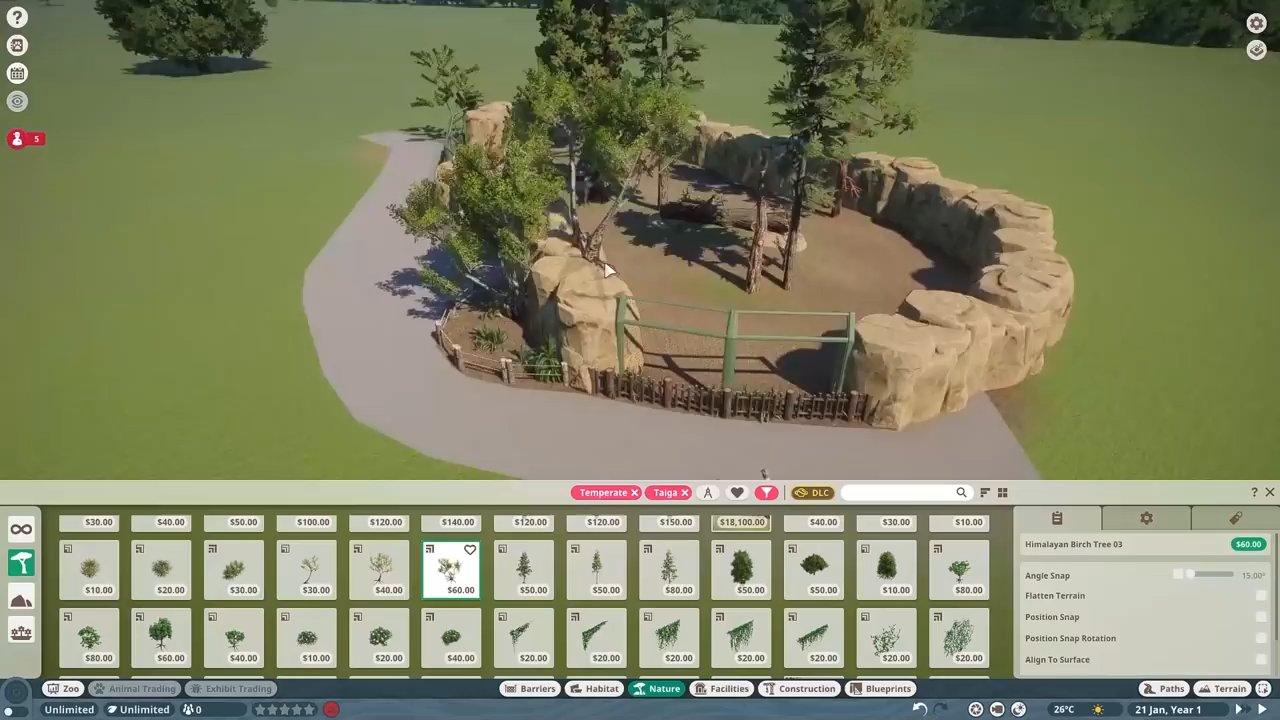 ?
5
Temperate ×
Taiga ×
DLC
? ×
$30.00 $40.00 $50.00 $100.00 $120.00 $140.00 $120.00 $120.00 $150.00 $18,100.00 $40.00 $30.00 $10.00
$10.00 $20.00 $30.00 $30.00 $40.00 $60.00 $50.00 $50.00 $80.00 $50.00 $50.00 $10.00 $80.00
$80.00 $60.00 $40.00 $10.00 $20.00 $40.00 $20.00 $20.00 $20.00 $20.00 $20.00 $20.00 $20.00
Himalayan Birch Tree 03 $60.00
Angle Snap 15.00°
Flatten Terrain
Position Snap
Position Snap Rotation
Align To Surface
Zoo Animal Trading Exhibit Trading Barriers Habitat Nature Facilities Construction Blueprints Paths Terrain
Unlimited Unlimited 0 26°C 21 Jan, Year 1